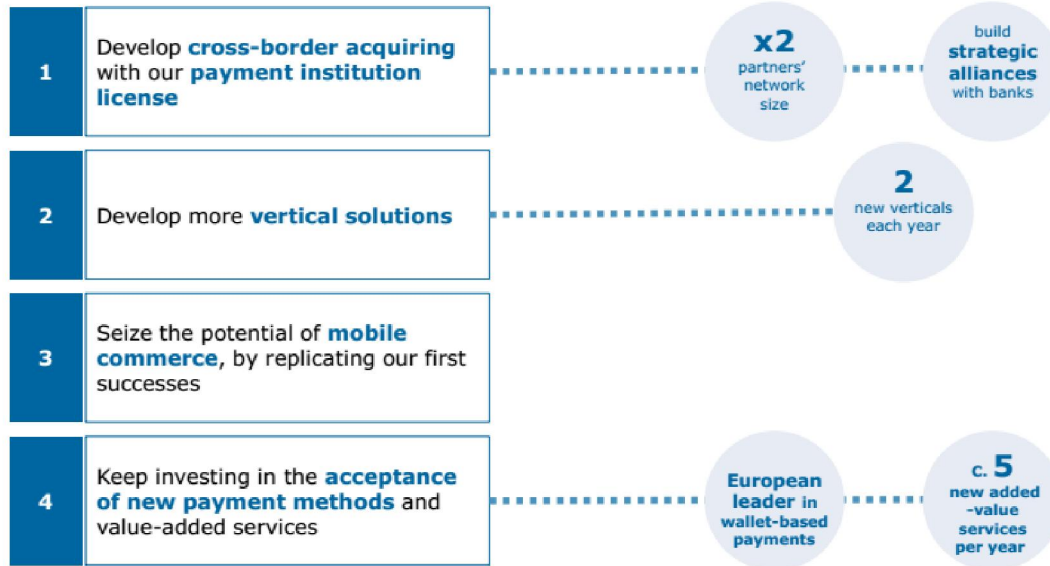 1
Develop cross-border acquiring
with our payment institution
license
x2
partners’
network
size
build
strategic
alliances
with banks
2
Develop more vertical solutions
2
new verticals
each year
3
Seize the potential of mobile
commerce, by replicating our first
successes
4
Keep investing in the acceptance
of new payment methods and
value-added services
European
leader in
wallet-based
payments
c. 5
new added
-value
services
per year